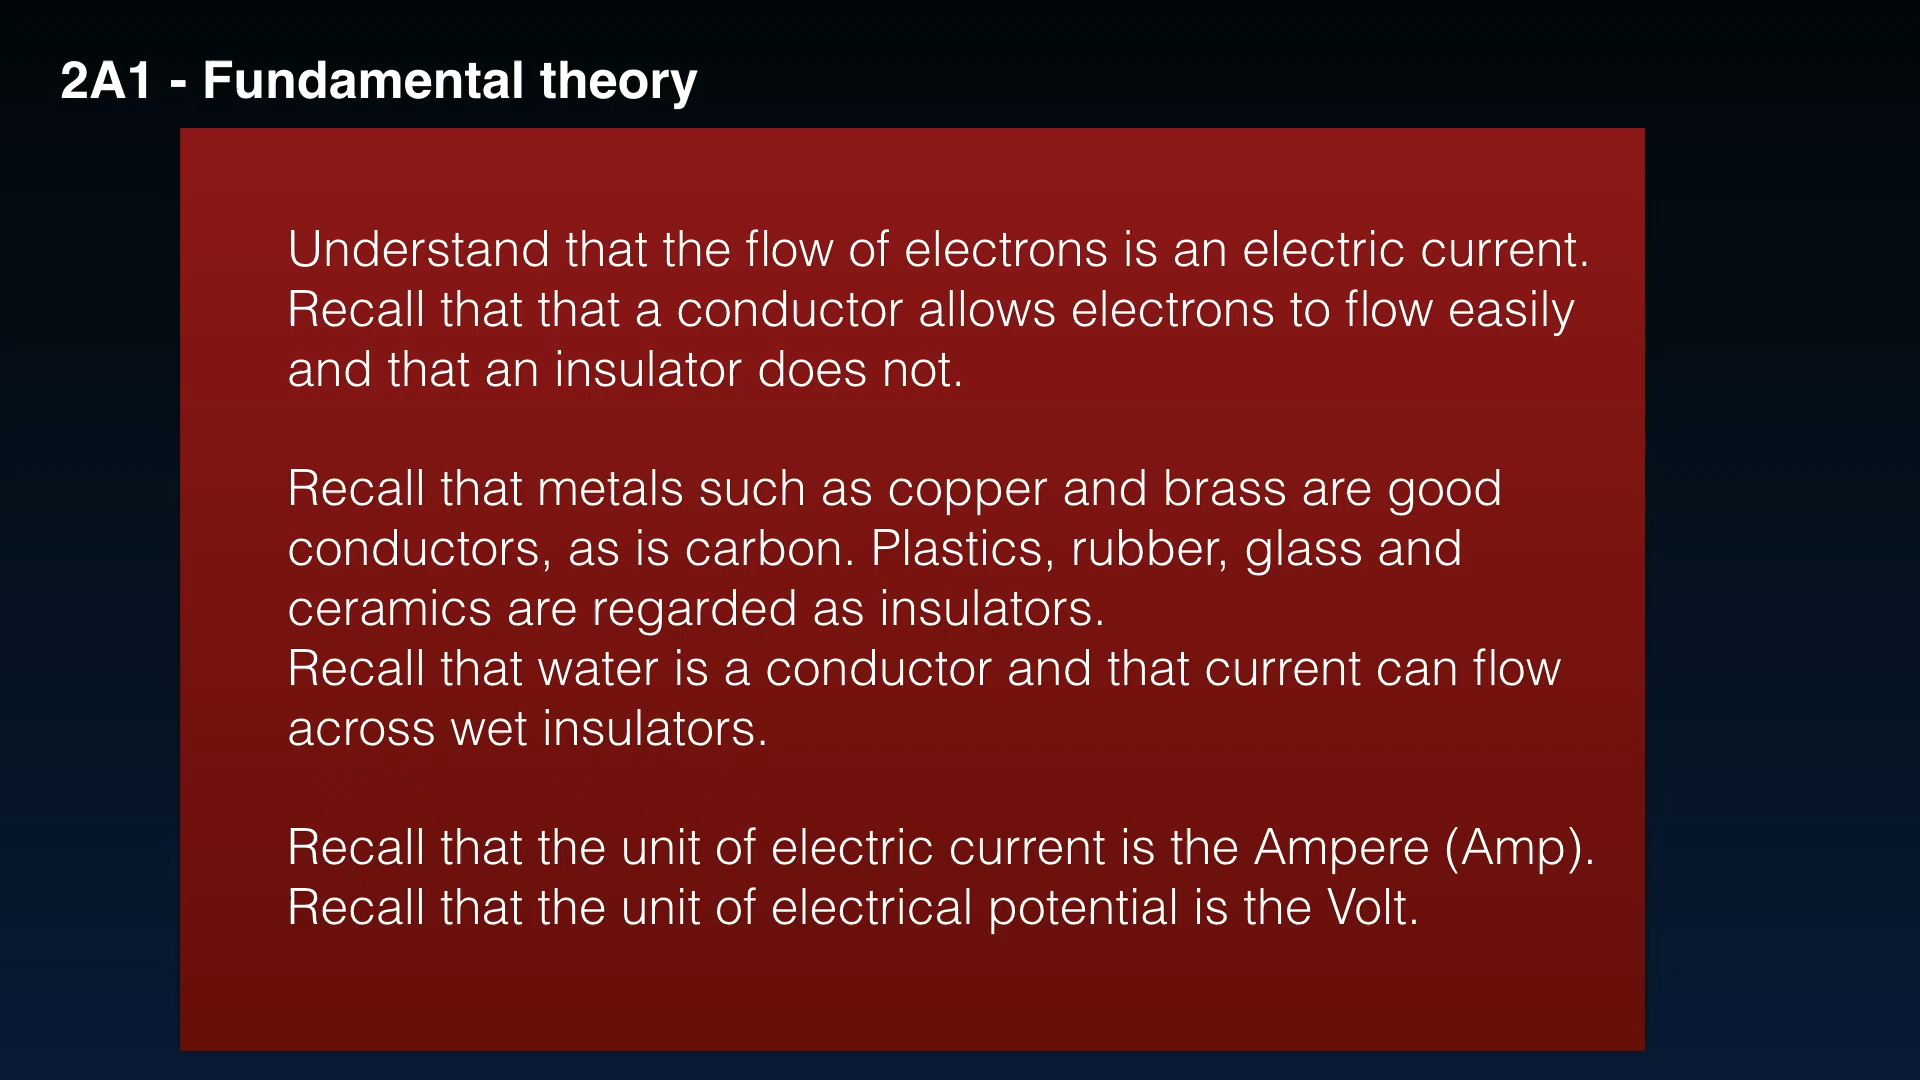 2A1 - Fundamental theory
Understand that the flow of electrons is an electric current.
Recall that that a conductor allows electrons to flow easily
and that an insulator does not.
Recall that metals such as copper and brass are good
conductors, as is carbon. Plastics, rubber, glass and
ceramics are regarded as insulators.
Recall that water is a conductor and that current can flow
across wet insulators.
Recall that the unit of electric current is the Ampere (Amp).
Recall that the unit of electrical potential is the Volt.